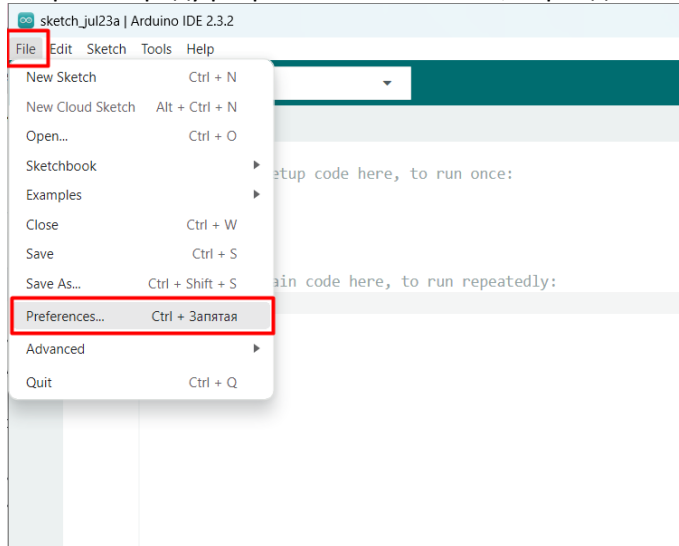 sketch_jul23a | Arduino IDE 2.3.2
File Edit Sketch Tools Help
New Sketch Ctrl + N
New Cloud Sketch Alt + Ctrl + N
Open... Ctrl + O
Sketchbook
etup code here, to run once:
Examples
Close Ctrl + W
Save Ctrl + S
Save As... Ctrl + Shift + S
ain code here, to run repeatedly:
Preferences... Ctrl + Запятая
Advanced
Quit Ctrl + Q